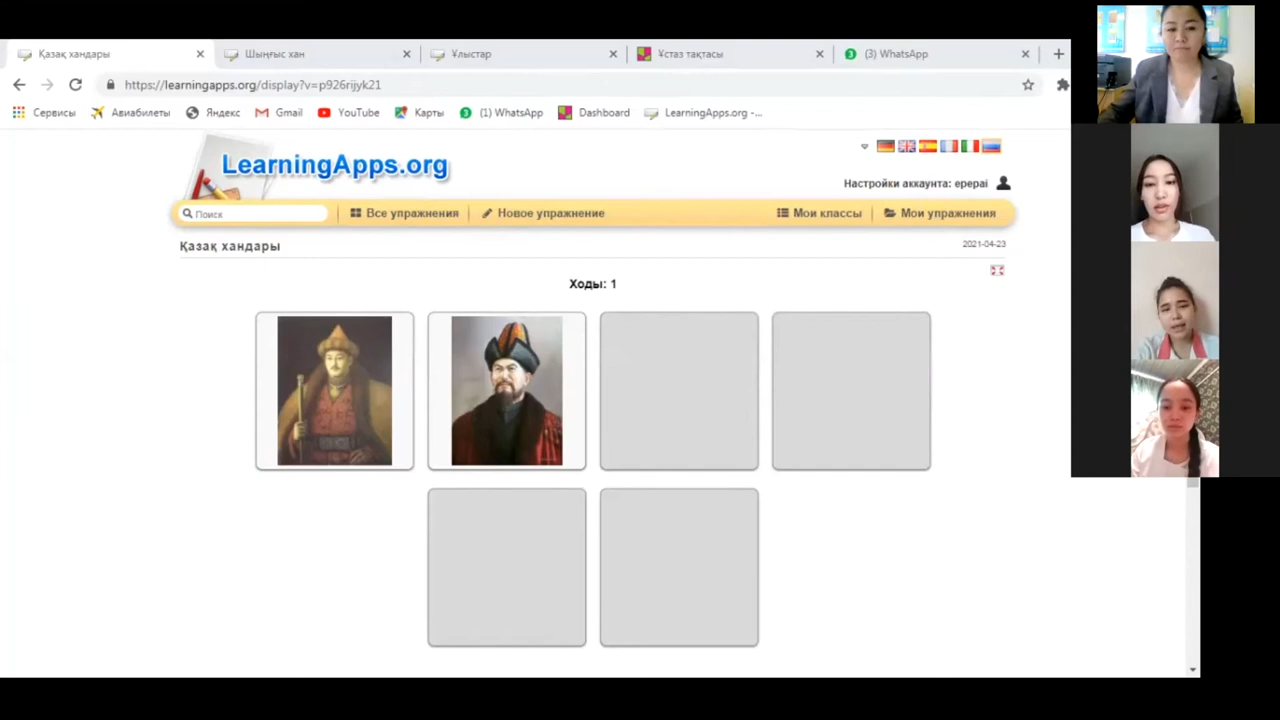 Қазақ хандары
Шыңғыс хан
Ұлыстар
Ұстаз тақтасы
(3) WhatsApp
https://learningapps.org/display?v=p926rijyk21
Сервисы
Авиабилеты
Яндекс
Gmail
YouTube
Карты
(1) WhatsApp
Dashboard
LearningApps.org -...
LearningApps.org
Настройки аккаунта: epepai
Поиск
Все упражнения
Новое упражнение
Мои классы
Мои упражнения
Қазақ хандары
2021-04-23
Ходы: 1